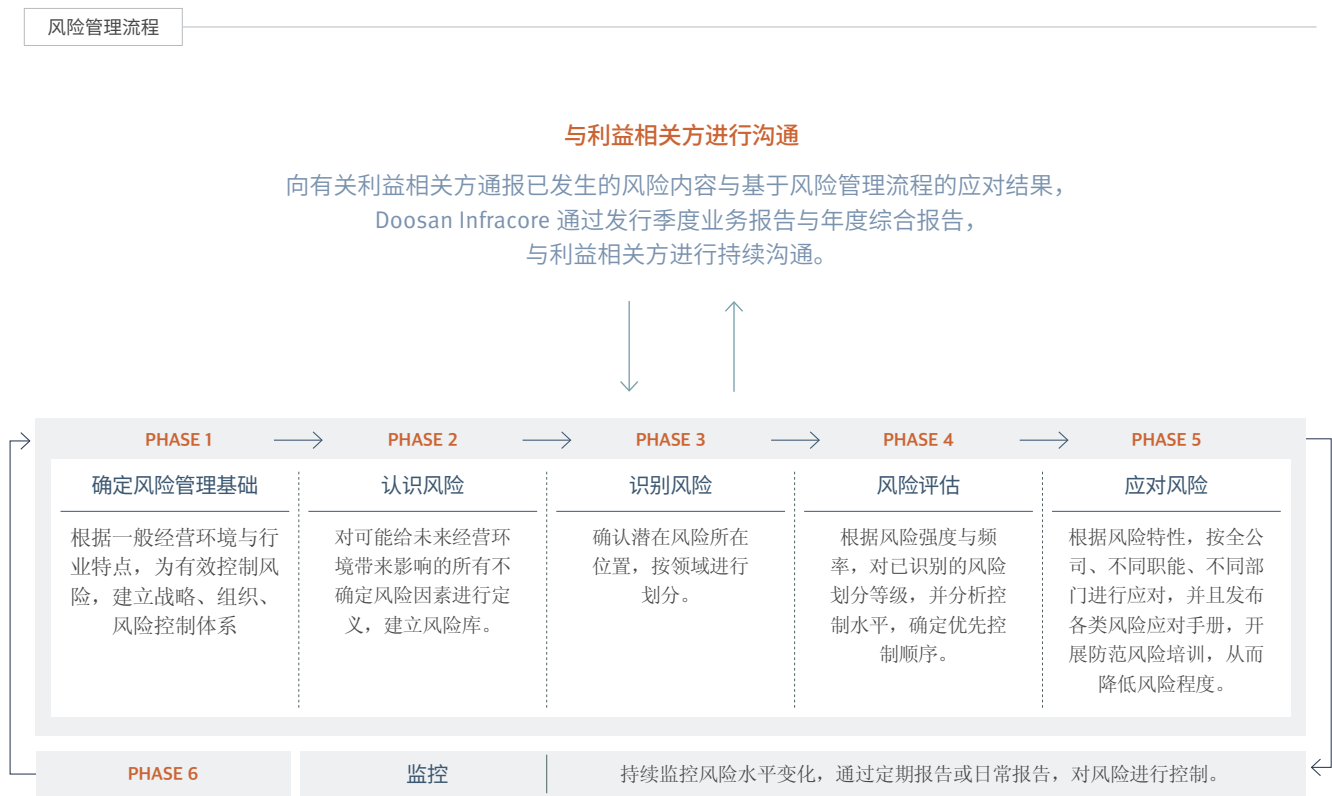 风险管理流程
与利益相关方进行沟通
向有关利益相关方通报已发生的风险内容与基于风险管理流程的应对结果，
Doosan Infracore 通过发行季度业务报告与年度综合报告，
与利益相关方进行持续沟通。
PHASE 1
确定风险管理基础
根据一般经营环境与行
业特点，为有效控制风
险，建立战略、组织、
风险控制体系
PHASE 2
认识风险
对可能给未来经营环
境带来影响的所有不
确定风险因素进行定
义，建立风险库。
PHASE 3
识别风险
确认潜在风险所在
位置，按领域进行
划分。
PHASE 4
风险评估
根据风险强度与频
率，对已识别的风险
划分等级，并分析控
制水平，确定优先控
制顺序。
PHASE 5
应对风险
根据风险特性，按全公
司、不同职能、不同部
门进行应对，并且发布
各类风险应对手册，开
展防范风险培训，从而
降低风险程度。
PHASE 6
监控
持续监控风险水平变化，通过定期报告或日常报告，对风险进行控制。